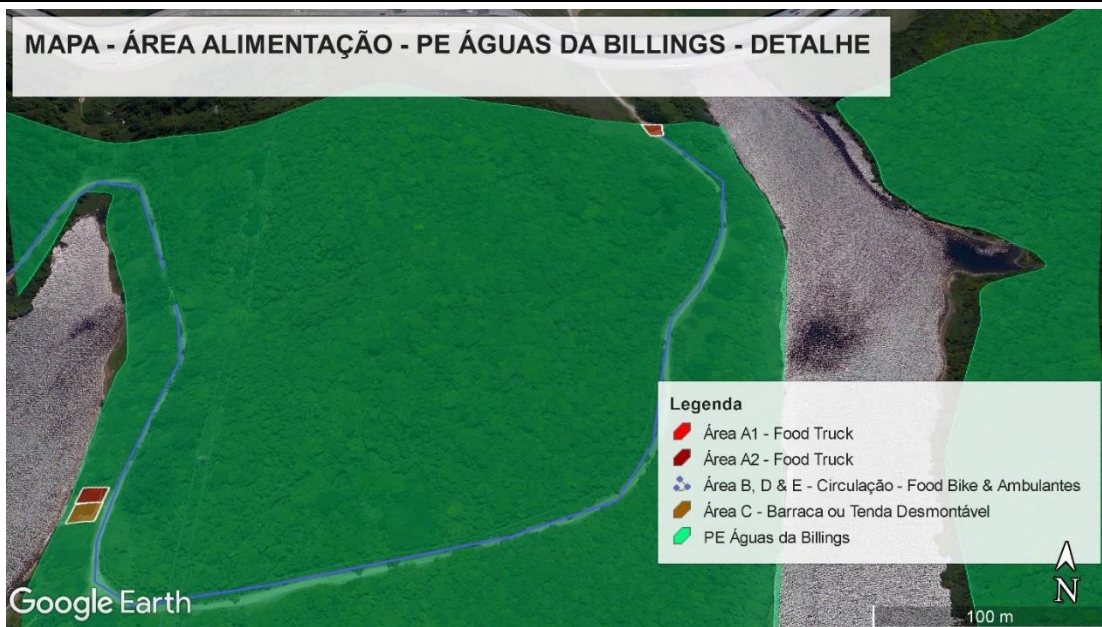 MAPA - ÁREA ALIMENTAÇÃO - PE ÁGUAS DA BILLINGS - DETALHE
Legenda
Área A1 - Food Truck
Área A2 - Food Truck
Área B, D & E - Circulação - Food Bike & Ambulantes
Área C - Barraca ou Tenda Desmontável
PE Águas da Billings
N
Google Earth
100 m